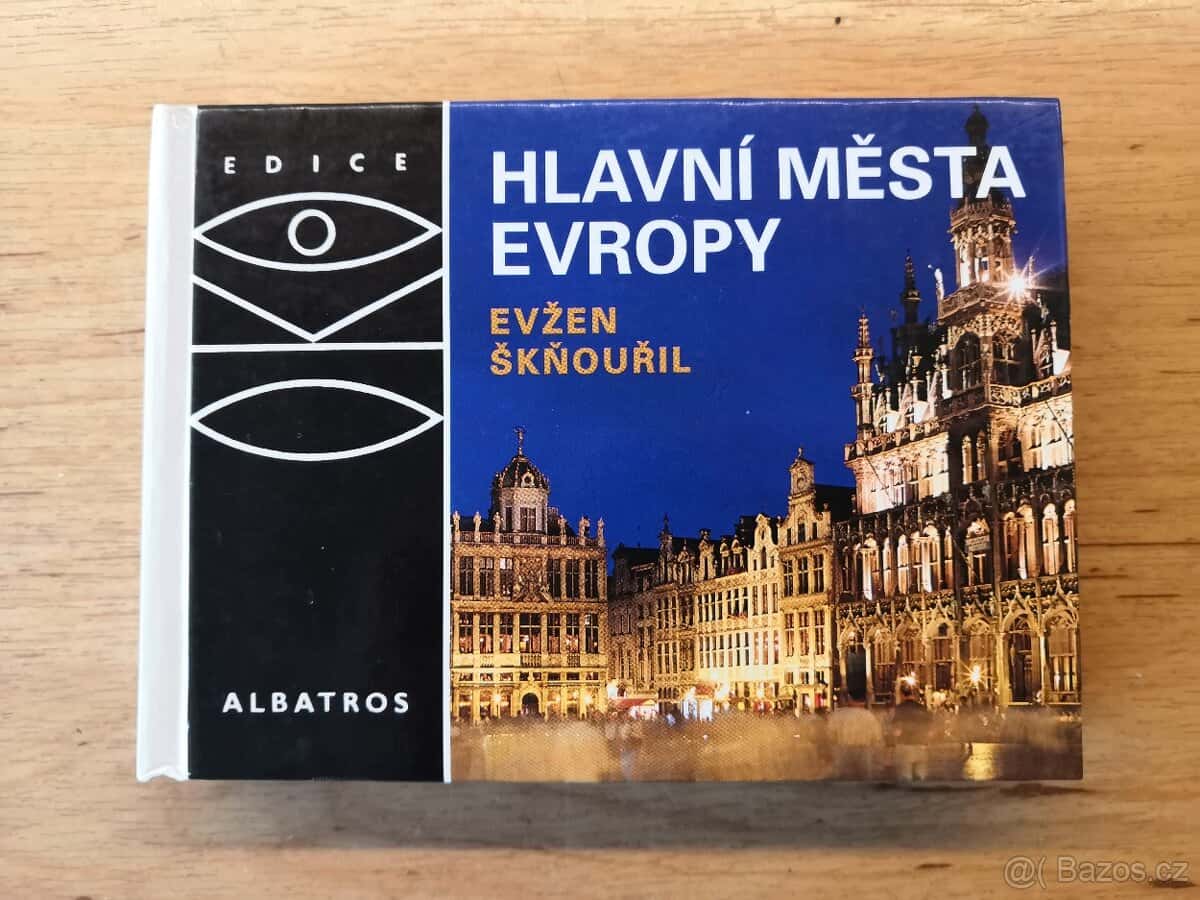 EDICE
ALBATROS
HLAVNÍ MĚSTA
EVROPY
EVŽEN
ŠKŇOUŘIL
@( Bazos.cz